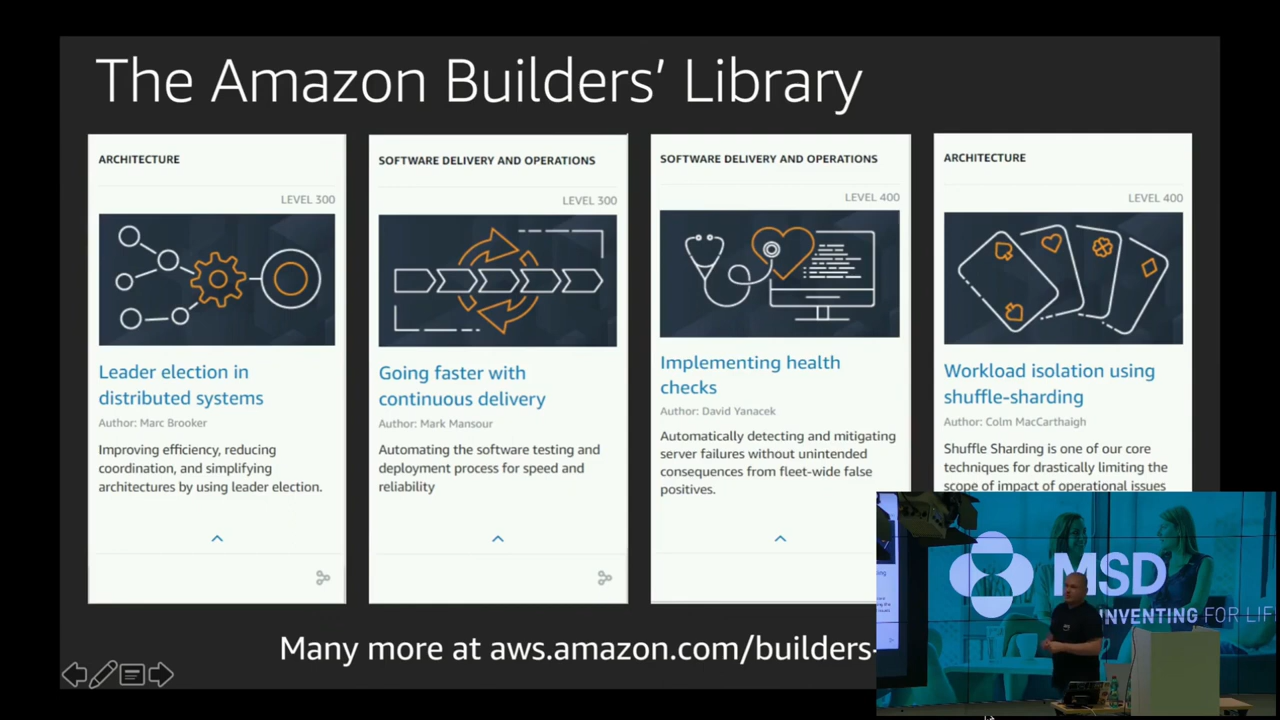 The Amazon Builders' Library
ARCHITECTURE
LEVEL 300
Leader election in
distributed systems
Author: Marc Brooker
Improving efficiency, reducing
coordination, and simplifying
architectures by using leader election.
SOFTWARE DELIVERY AND OPERATIONS
LEVEL 300
Going faster with
continuous delivery
Author: Mark Mansour
Automating the software testing and
deployment process for speed and
reliability
SOFTWARE DELIVERY AND OPERATIONS
LEVEL 400
Implementing health
checks
Author: David Yanacek
Automatically detecting and mitigating
server failures without unintended
consequences from fleet-wide false
positives.
ARCHITECTURE
LEVEL 400
Workload isolation using
shuffle-sharding
Author: Colm MacCarthaigh
Shuffle Sharding is one of our core
techniques for drastically limiting the
scope of impact of operational issues
Many more at aws.amazon.com/builders-
MSD
INVENTING FOR LIF